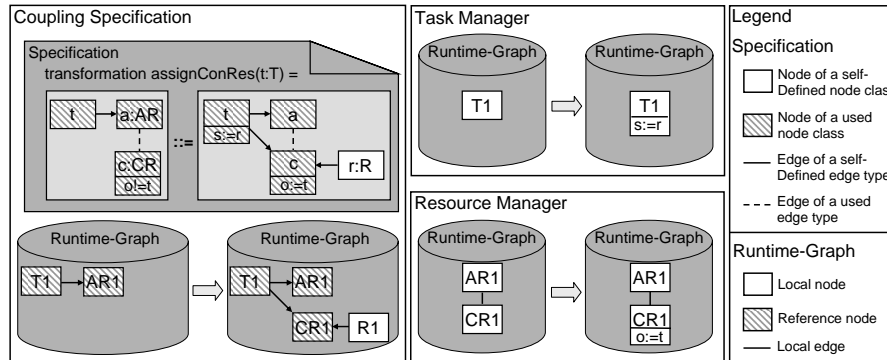 Coupling Specification
Specification
transformation assignConRes(t:T) =
t
a:AR
c:CR
o!=t
::=
t
s:=r
a
c
o:=t
r:R
Runtime-Graph
T1
AR1
Runtime-Graph
T1
AR1
CR1
R1
Task Manager
Runtime-Graph
T1
Runtime-Graph
T1
s:=r
Resource Manager
Runtime-Graph
AR1
CR1
Runtime-Graph
AR1
CR1
o:=t
Legend
Specification
Node of a self-
Defined node class
Node of a used
node class
Edge of a self-
Defined edge type
Edge of a used
edge type
Runtime-Graph
Local node
Reference node
Local edge